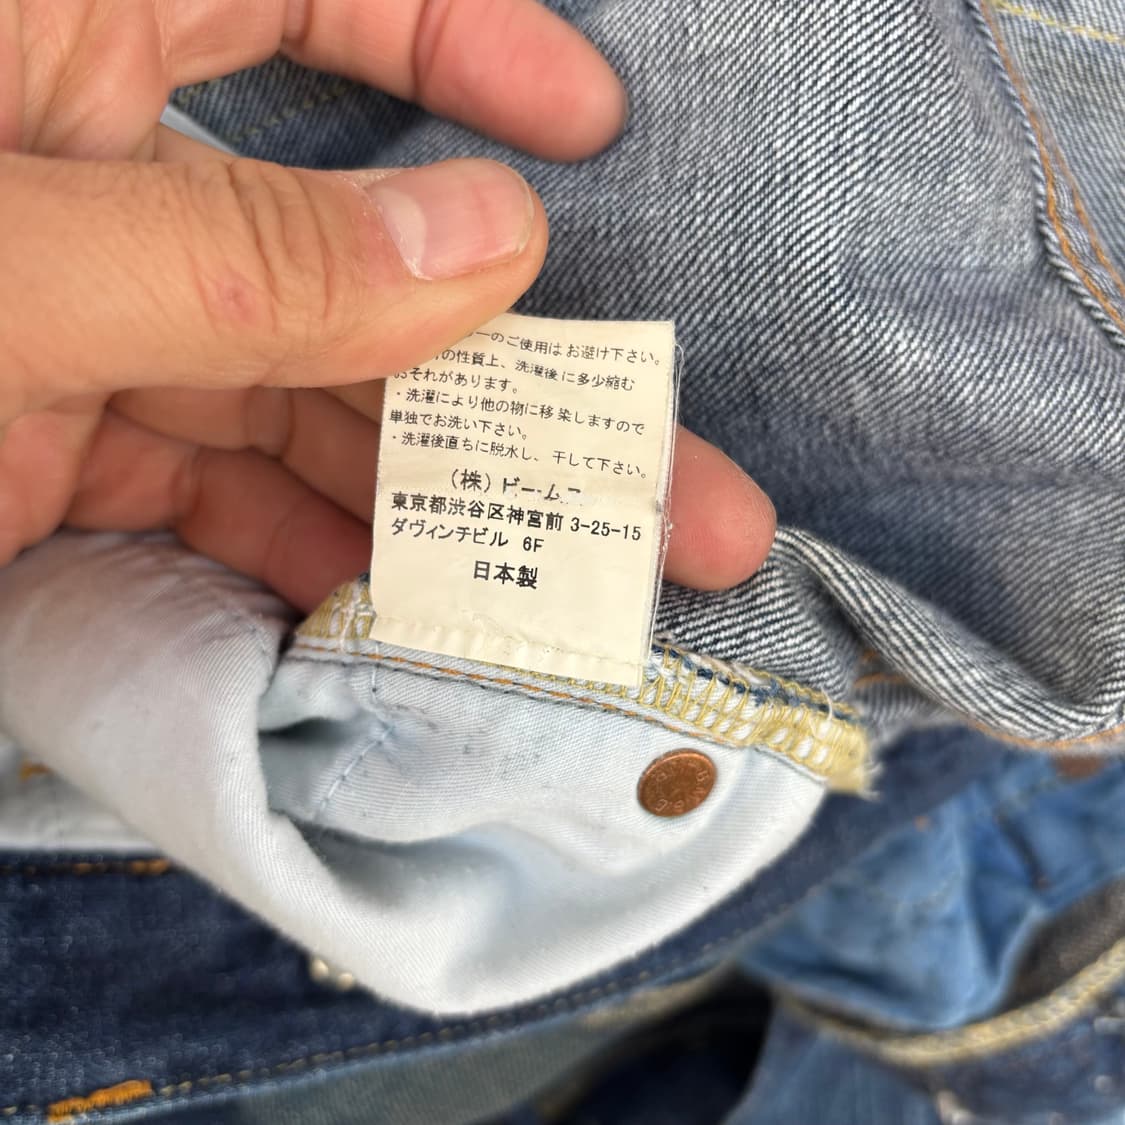 ーのご使用はお避け下さい。
の性質上、洗濯後に多少縮む
おそれがあります。
・洗濯により他の物に移染しますので
単独でお洗い下さい。
・洗濯後直ちに脱水し、干して下さい。
(株)ビームス
東京都渋谷区神宮前 3-25-15
ダヴィンチビル 6F
日本製